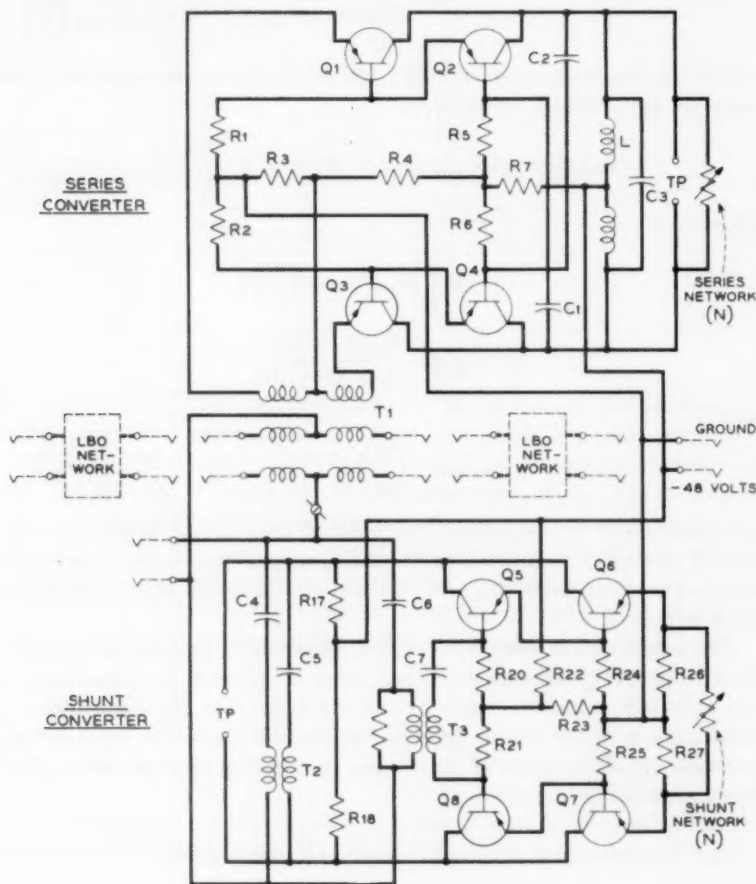 Q1
Q2
C2
R1
R5
R3
R4
R7
L
TP
C3
SERIES
CONVERTER
R2
R6
Q3
Q4
C1
SERIES
NETWORK
(N)
T1
LBO
NET-
WORK
LBO
NET-
WORK
GROUND
-48 VOLTS
Q5
Q6
C4
R17
C6
C5
C7
R20
R22
R24
R26
R23
SHUNT
CONVERTER
TP
T3
T2
R21
R25
R27
R18
Q8
Q7
SHUNT
NETWORK
(N)